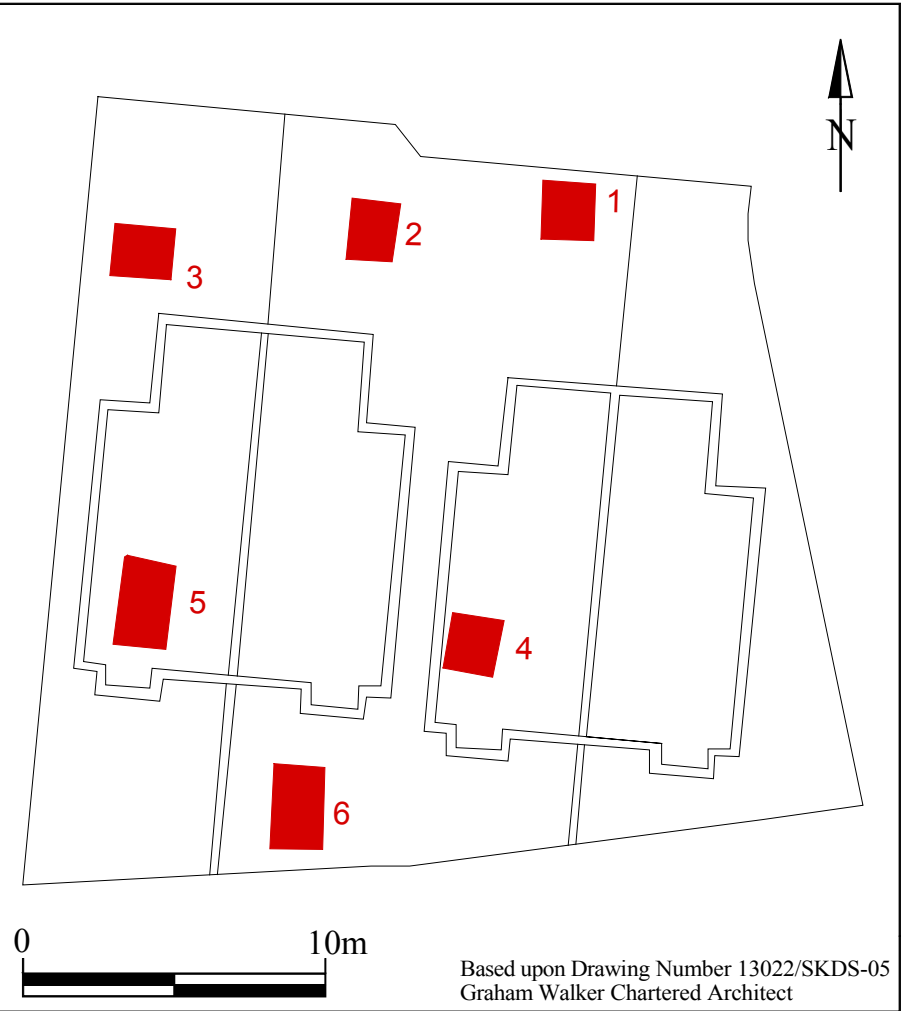 N
1
2
3
5
4
6
0 10m
Based upon Drawing Number 13022/SKDS-05
Graham Walker Chartered Architect